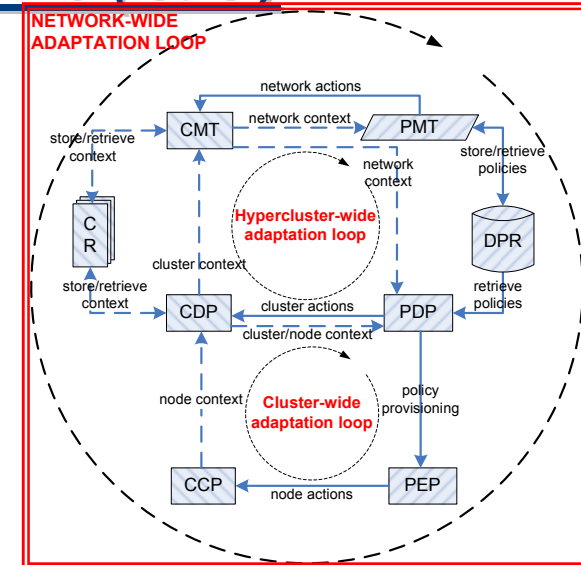 NETWORK-WIDE
ADAPTATION LOOP
network actions
CMT
network context
PMT
store/retrieve
context
network
context
store/retrieve
policies
C
R
Hypercluster-wide
adaptation loop
DPR
cluster context
store/retrieve
context
CDP
cluster actions
cluster/node context
PDP
retrieve
policies
node context
Cluster-wide
adaptation loop
policy
provisioning
CCP
node actions
PEP